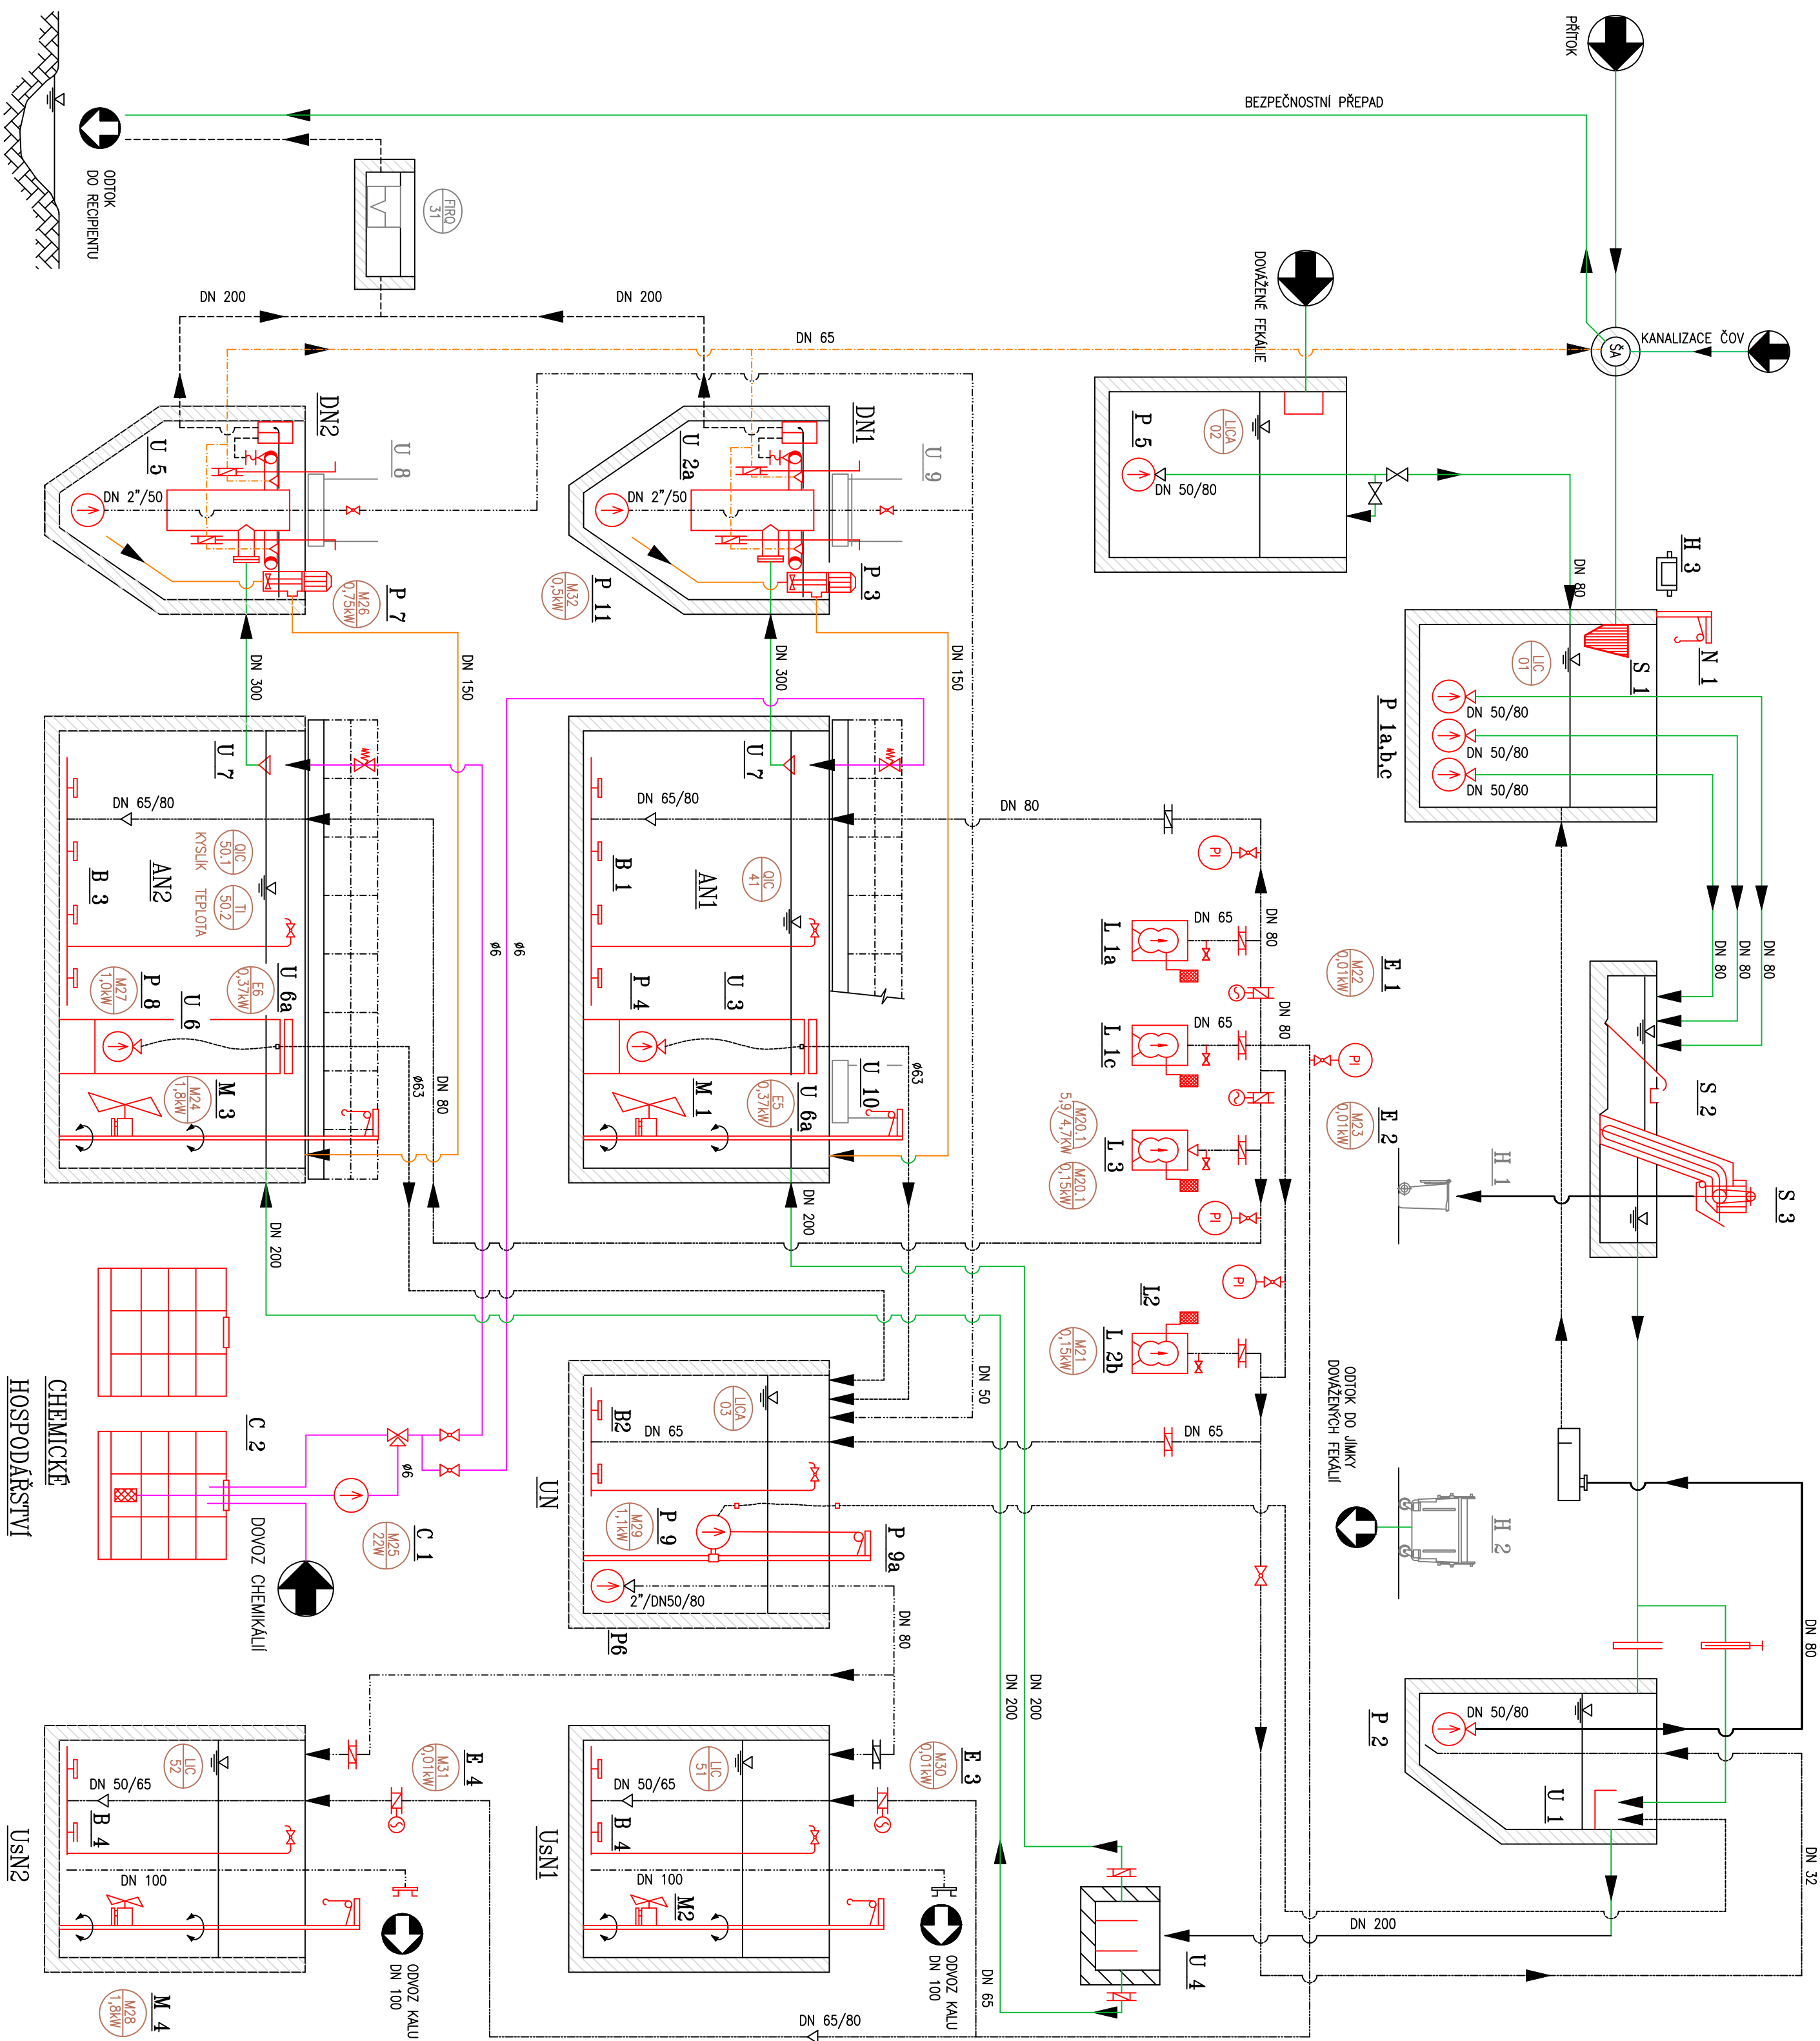 DN 80
DN 32
PŘÍTOK
KANALIZACE ČOV
ŠA
BEZPEČNOSTNÍ PŘEPAD
H 3
N 1
S 1
DN 80
LIC
01
DN 50/80
DN 50/80
DN 50/80
P 1a,b,c
DN 80
DN 80
DN 80
S 2
S 3
H 1
H 2
ODTOK DO JÍMKY
DOVÁŽENÝCH FEKÁLIÍ
DN 50/80
P 2
U 1
DN 200
U 4
DOVÁŽENÉ FEKÁLIE
LICA
02
P 5
DN 50/80
E 1
M22
0,01kW
E 2
M23
0,01kW
PI
PI
PI
PI
DN 80
DN 80
DN 80
DN 65
DN 65
L 1a
L 1c
L 3
M20.1
5,9/4,7kW
M20.1
0,15kW
L2
L 2b
M21
0,15kW
DN 65
DN 50
DN 200
DN 200
DN 65
DN 65
FIRQ
31
ODTOK
DO RECIPIENTU
DN 200
DN 200
DN1
U 9
U 2a
DN 2"/50
P 3
P 11
M32
0,5kW
DN 150
DN 300
U 7
DN 65/80
B 1
AN1
QIC
41
U 3
P 4
U 10
U 6a
E5
0,37kW
M 1
ø63
DN 200
LICA
03
B2
DN 65
UN
P 9
M29
1,1kW
P 9a
2"/DN50/80
P6
DN 80
E 3
M30
0,01kW
LIC
51
DN 50/65
B 4
UsN1
DN 100
M2
ODVOZ KALU
DN 100
DN2
U 8
U 5
DN 2"/50
P 7
M26
0,75kW
DN 150
DN 300
ø6
ø6
U 7
DN 65/80
B 3
AN2
QIC
50.1
KYSLÍK
TI
50.2
TEPLOTA
U 6a
E6
0,37kW
P 8
M27
1,0kW
U 6
M 3
M24
1,8kW
ø63
DN 80
DN 200
C 2
ø6
C 1
M25
22W
DOVOZ CHEMIKÁLIÍ
CHEMICKÉ
HOSPODÁŘSTVÍ
E 4
M31
0,01kW
LIC
52
DN 50/65
B 4
UsN2
DN 100
ODVOZ KALU
DN 100
M 4
M28
1,8kW
DN 65/80